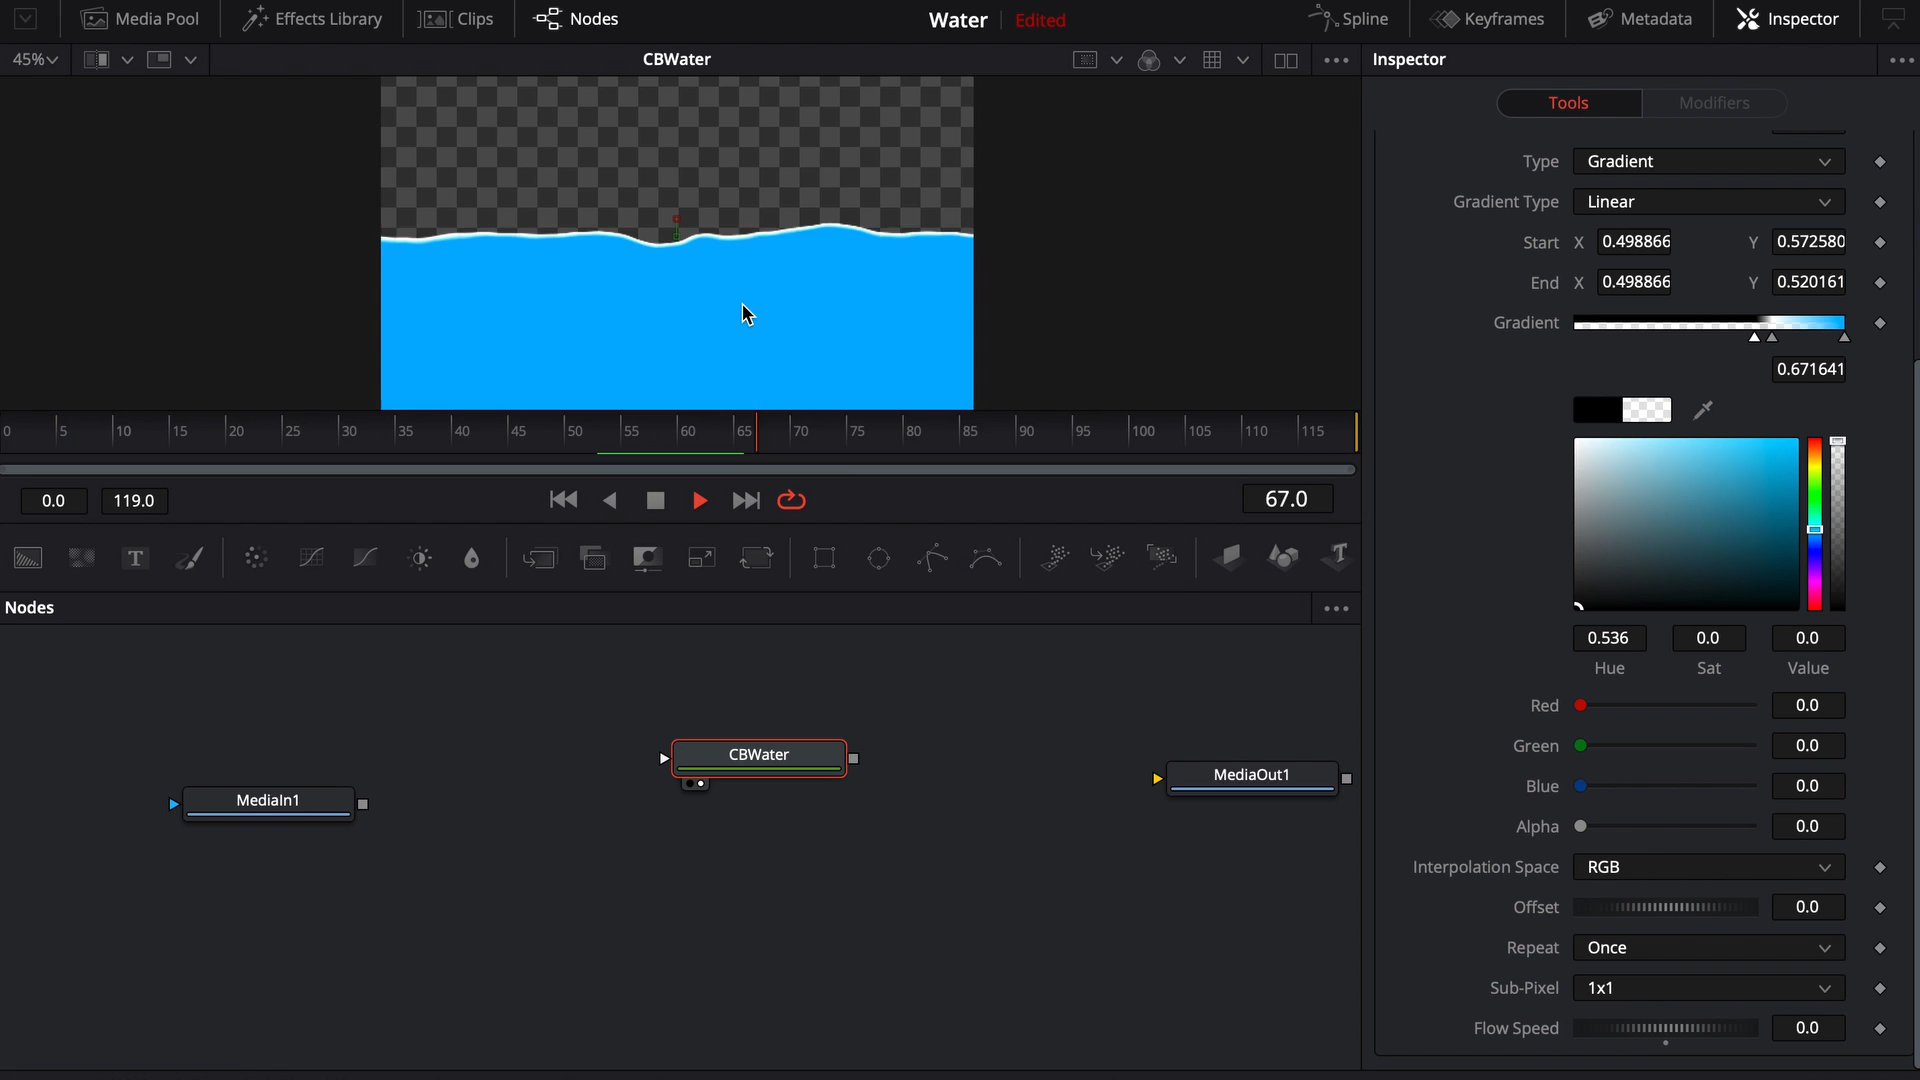 Media Pool
Effects Library
Clips
Nodes
Water
Edited
Spline
Keyframes
Metadata
Inspector
45%
CBWater
Inspector
Tools
Modifiers
Type
Gradient
Gradient Type
Linear
Start X 0.498866 Y 0.572580
End X 0.498866 Y 0.520161
Gradient
0.671641
0 5 10 15 20 25 30 35 40 45 50 55 60 65 70 75 80 85 90 95 100 105 110 115
0.0 119.0 67.0
T
T
Nodes
CBWater
MediaIn1
MediaOut1
0.536 0.0 0.0
Hue Sat Value
Red 0.0
Green 0.0
Blue 0.0
Alpha 0.0
Interpolation Space RGB
Offset 0.0
Repeat Once
Sub-Pixel 1x1
Flow Speed 0.0